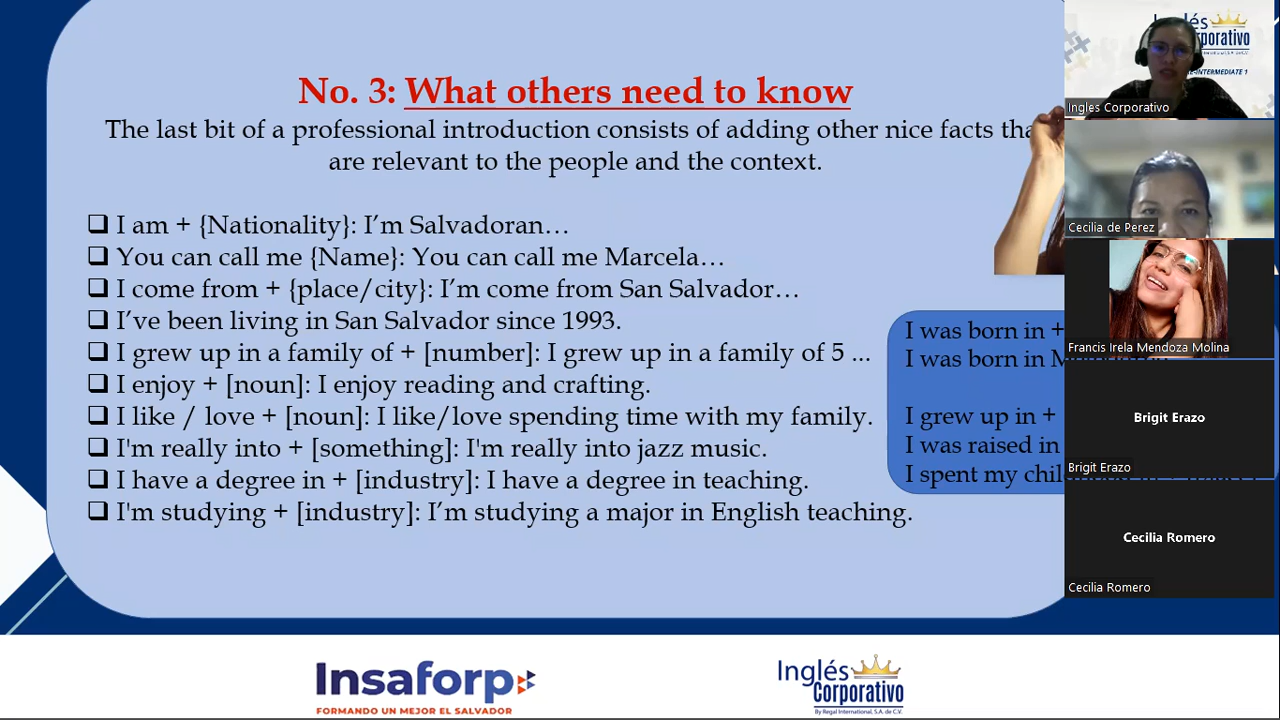 No. 3: What others need to know
The last bit of a professional introduction consists of adding other nice facts
are relevant to the people and the context.
❑ I am + {Nationality}: I’m Salvadoran…
❑ You can call me {Name}: You can call me Marcela…
❑ I come from + {place/city}: I’m come from San Salvador…
❑ I’ve been living in San Salvador since 1993.
❑ I grew up in a family of + [number]: I grew up in a family of 5 ...
❑ I enjoy + [noun]: I enjoy reading and crafting.
❑ I like / love + [noun]: I like/love spending time with my family.
❑ I'm really into + [something]: I'm really into jazz music.
❑ I have a degree in + [industry]: I have a degree in teaching.
❑ I'm studying + [industry]: I’m studying a major in English teaching.
I was born in +
I was born in
I grew up in +
I was raised in
I spent my
Insaforp
FORMANDO UN MEJOR EL SALVADOR
Inglés
Corporativo
By Regal International, S.A. de C.V.
Ingles Corporativo
Cecilia de Perez
Francis Irela Mendoza Molina
Brigit Erazo
Brigit Erazo
Cecilia Romero
Cecilia Romero